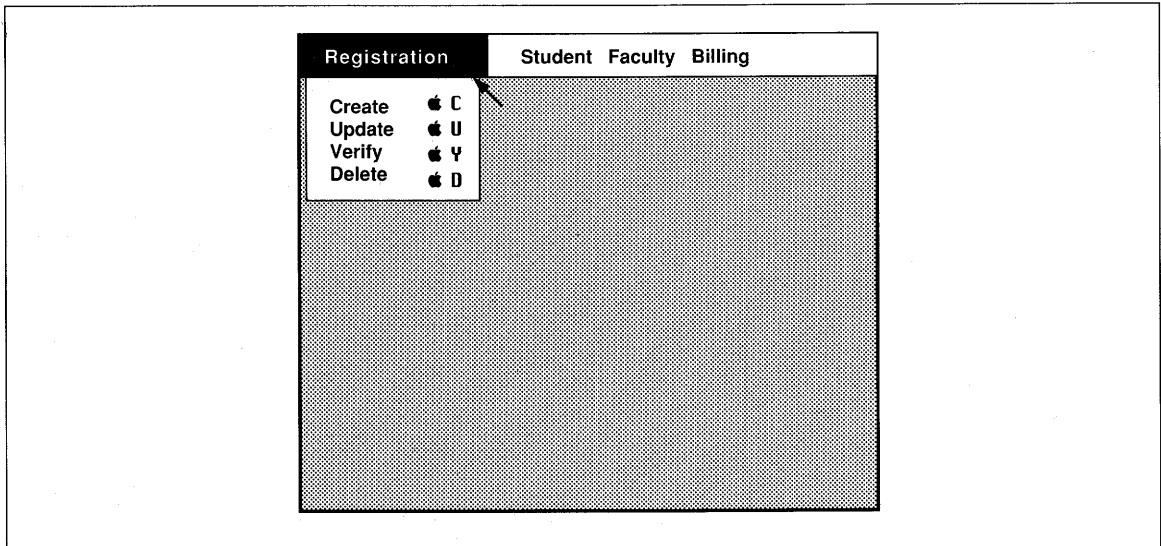 Registration Student Faculty Billing
Create  C
Update  U
Verify  Y
Delete  D